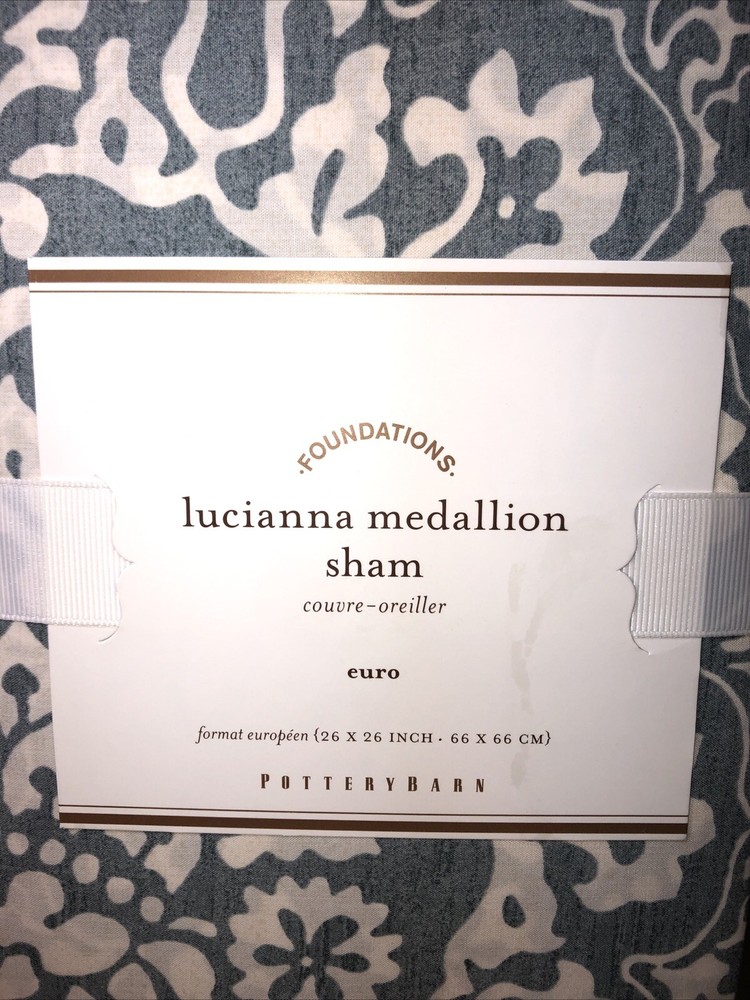 ·FOUNDATIONS·
lucianna medallion
sham
couvre-oreiller
euro
format européen {26 X 26 INCH · 66 X 66 CM}
POTTERYBARN